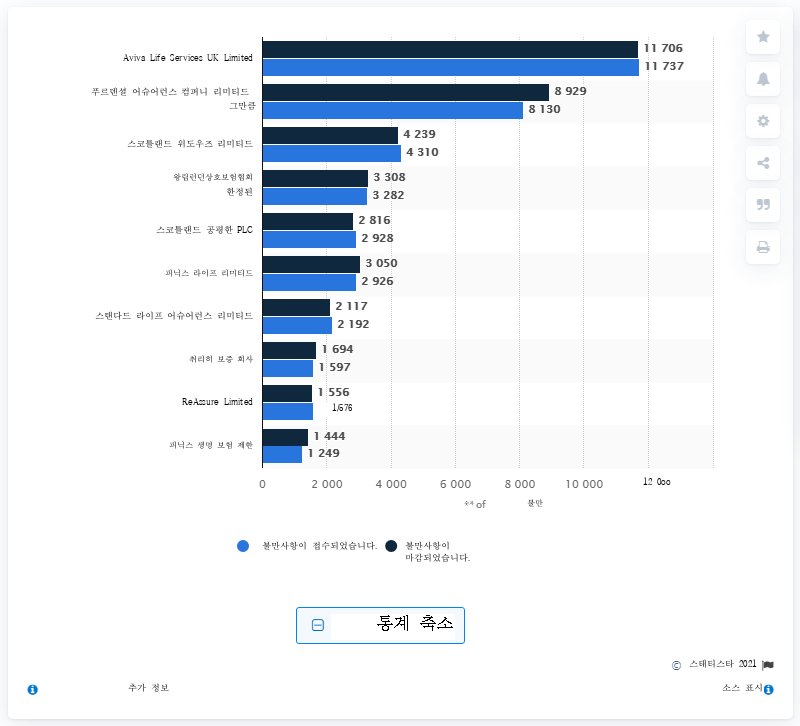 Aviva Life Services UK Limited
11 706
11 737
푸르덴셜 어슈어런스 컴퍼니 리미티드
그만큼
8 929
8 130
스코틀랜드 위도우즈 리미티드
4 239
4 310
왕립런던상호보험협회
한정된
3 308
3 282
스코틀랜드 공평한 PLC
2 816
2 928
피닉스 라이프 리미티드
3 050
2 926
스탠다드 라이프 어슈어런스 리미티드
2 117
2 192
취리히 보증 회사
1 694
1 597
ReAssure Limited
1 556
1,576
피닉스 생명 보험 제한
1 444
1 249
0 2 000 4 000 6 000 8 000 10 000 12 000
of 불만
불만사항이 접수되었습니다. 불만사항이
마감되었습니다.
통계 축소
© 스태티스타 2021
추가 정보 소스 표시